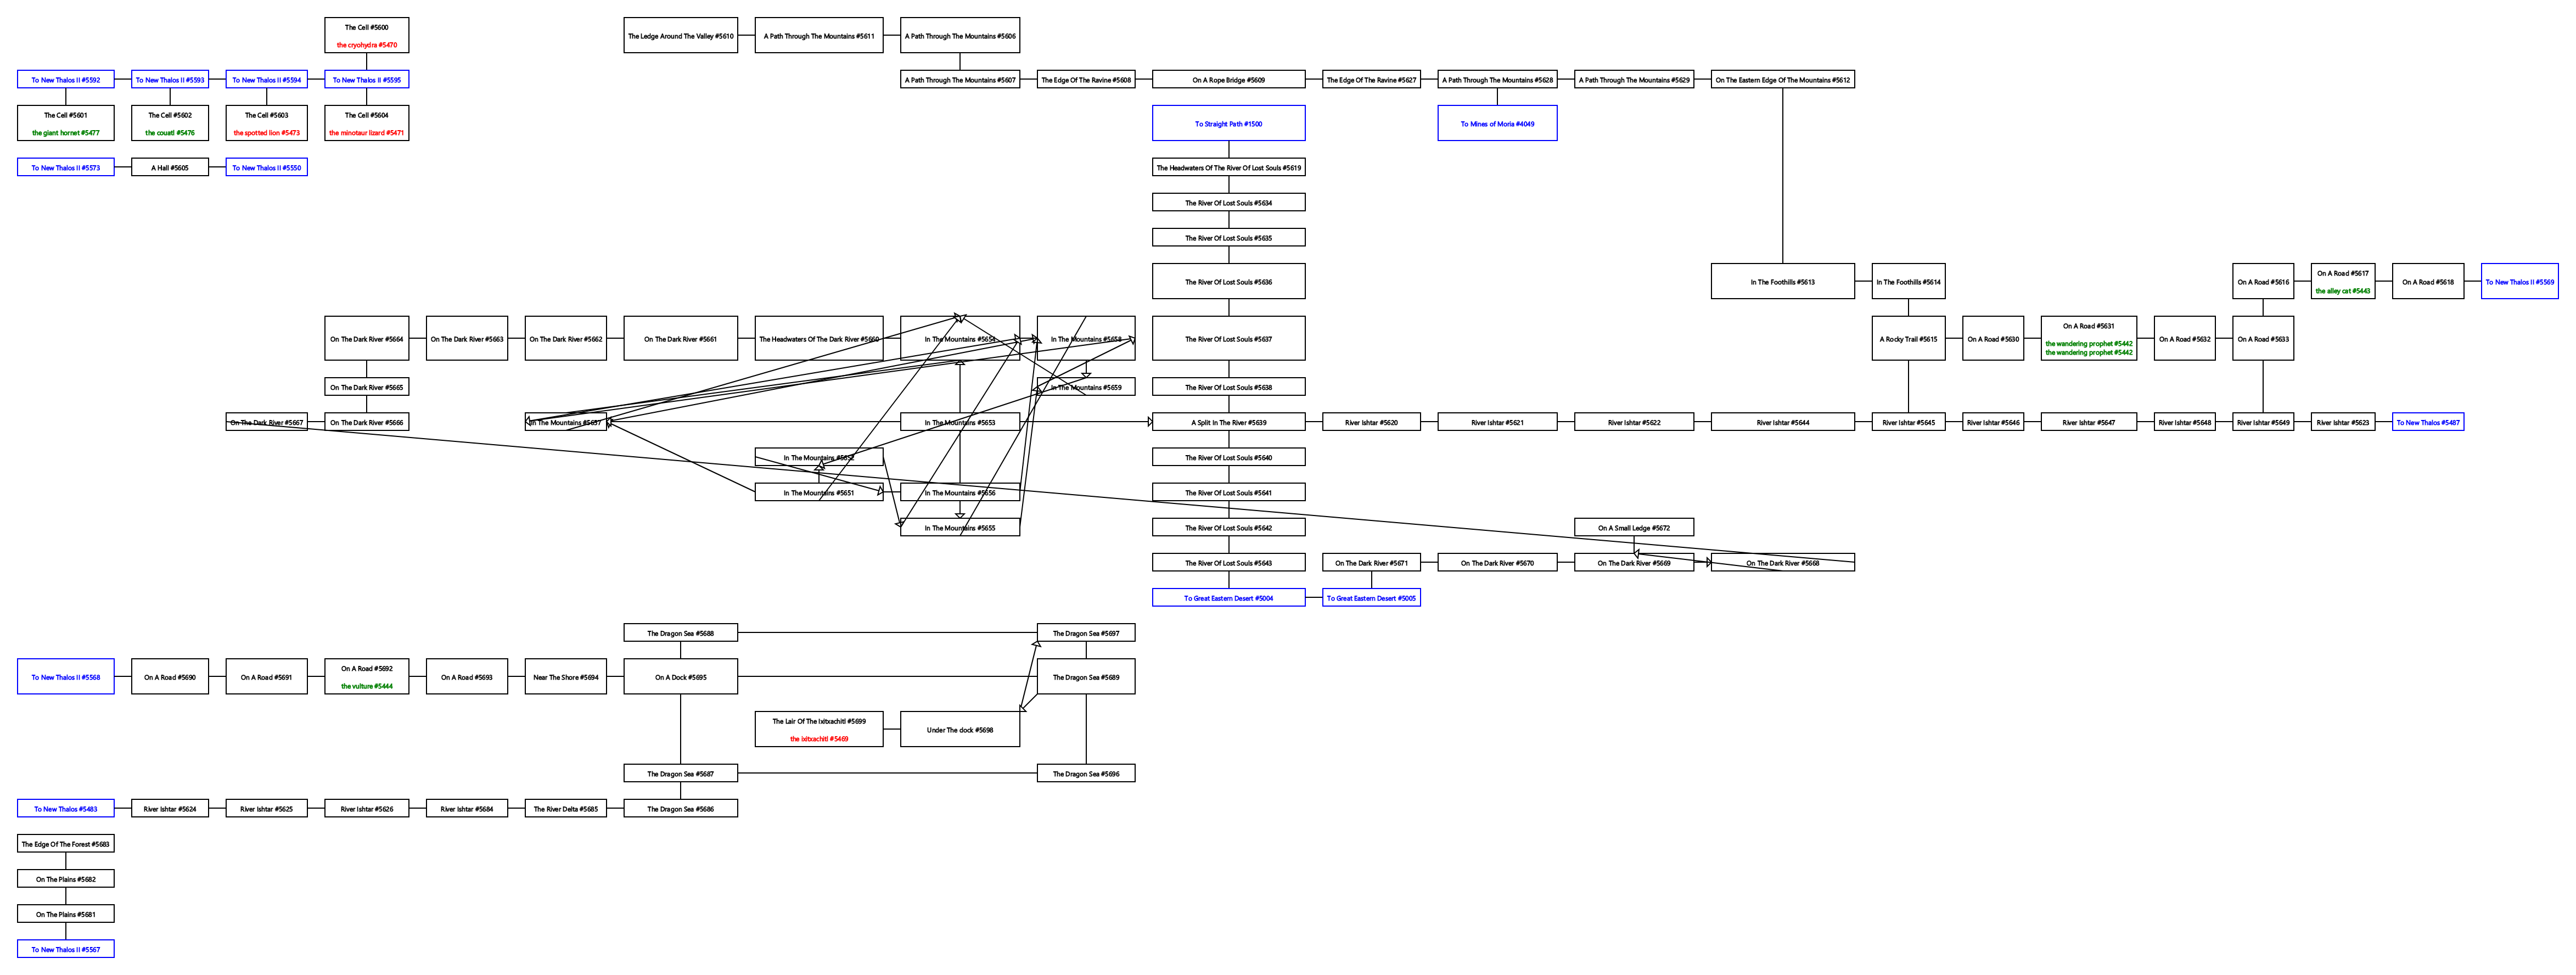 The Cell #5600
the cryohydra #5470
The Ledge Around The Valley #5610
A Path Through The Mountains #5611
A Path Through The Mountains #5606
To New Thalos II #5592
To New Thalos II #5593
To New Thalos II #5594
To New Thalos II #5595
A Path Through The Mountains #5607
The Edge Of The Ravine #5608
On A Rope Bridge #5609
The Edge Of The Ravine #5627
A Path Through The Mountains #5628
A Path Through The Mountains #5629
On The Eastern Edge Of The Mountains #5612
The Cell #5601
the giant hornet #5477
The Cell #5602
the couatl #5476
The Cell #5603
the spotted lion #5473
The Cell #5604
the minotaur lizard #5471
To Straight Path #1500
To Mines of Moria #4049
To New Thalos II #5573
A Hall #5605
To New Thalos II #5550
The Headwaters Of The River Of Lost Souls #5619
The River Of Lost Souls #5634
The River Of Lost Souls #5635
The River Of Lost Souls #5636
In The Foothills #5613
In The Foothills #5614
On A Road #5616
On A Road #5617
the alley cat #5443
On A Road #5618
To New Thalos II #5569
On The Dark River #5664
On The Dark River #5663
On The Dark River #5662
On The Dark River #5661
The Headwaters Of The Dark River #5660
In The Mountains #5654
In The Mountains #5658
The River Of Lost Souls #5637
A Rocky Trail #5615
On A Road #5630
On A Road #5631
the wandering prophet #5442
the wandering prophet #5442
On A Road #5632
On A Road #5633
On The Dark River #5665
In The Mountains #5659
The River Of Lost Souls #5638
On The Dark River #5667
On The Dark River #5666
In The Mountains #5657
In The Mountains #5653
A Split In The River #5639
River Ishtar #5620
River Ishtar #5621
River Ishtar #5622
River Ishtar #5644
River Ishtar #5645
River Ishtar #5646
River Ishtar #5647
River Ishtar #5648
River Ishtar #5649
River Ishtar #5623
To New Thalos #5487
In The Mountains #5652
The River Of Lost Souls #5640
In The Mountains #5651
In The Mountains #5656
The River Of Lost Souls #5641
In The Mountains #5655
The River Of Lost Souls #5642
On A Small Ledge #5672
The River Of Lost Souls #5643
On The Dark River #5671
On The Dark River #5670
On The Dark River #5669
On The Dark River #5668
To Great Eastern Desert #5004
To Great Eastern Desert #5005
The Dragon Sea #5688
The Dragon Sea #5697
To New Thalos II #5568
On A Road #5690
On A Road #5691
On A Road #5692
the vulture #5444
On A Road #5693
Near The Shore #5694
On A Dock #5695
The Dragon Sea #5689
The Lair Of The Ixitxachitl #5699
the ixitxachitl #5469
Under The dock #5698
The Dragon Sea #5687
The Dragon Sea #5696
To New Thalos #5483
River Ishtar #5624
River Ishtar #5625
River Ishtar #5626
River Ishtar #5684
The River Delta #5685
The Dragon Sea #5686
The Edge Of The Forest #5683
On The Plains #5682
On The Plains #5681
To New Thalos II #5567